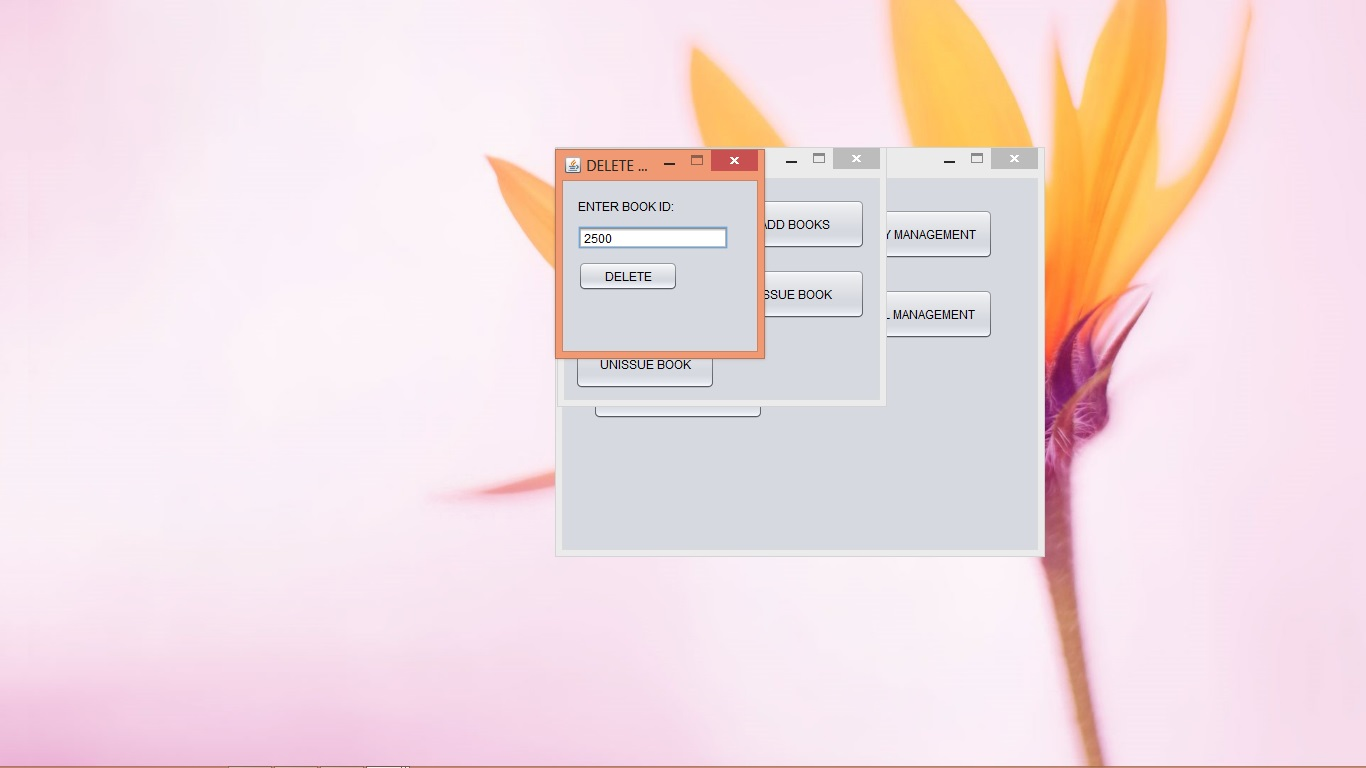 DELETE ...
ENTER BOOK ID:
2500
DELETE
ADD BOOKS
SSUE BOOK
UNISSUE BOOK
Y MANAGEMENT
L MANAGEMENT